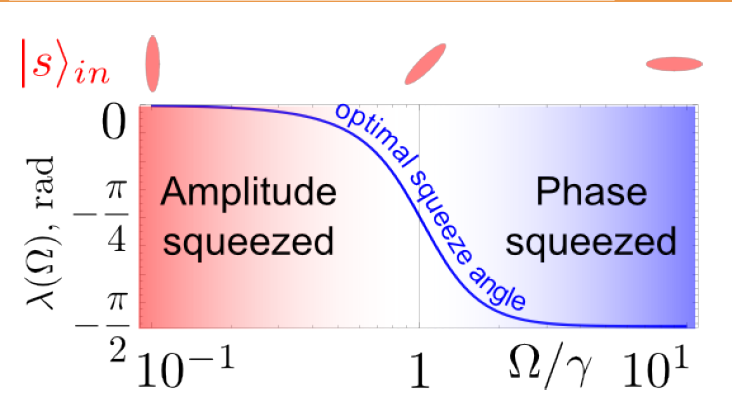 |s⟩in
0
−π/4
−π/2
λ(Ω), rad
optimal squeeze angle
Amplitude
squeezed
Phase
squeezed
10⁻¹
1
Ω/γ
10¹